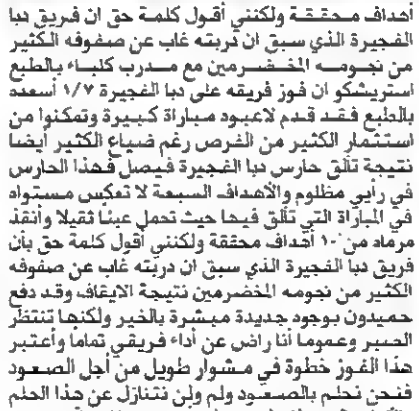 أهداف محققة ولكنني أقول كلمة حق ان فريق دبا
الفجيرة الذي سبق ان دربته غاب عن صفوفه الكثير
من نجومه المخضرمين مع مدرب كلباء بالطبع
استريشكو ان فوز فريقه على دبا الفجيرة ١/٧ أسعده
بالطبع فقد قدم لاعبوه مباراة كبيرة وتمكنوا من
استثمار الكثير من الفرص رغم ضياع الكثير أيضا
نتيجة تألق حارس دبا الفجيرة فيصل فهذا الحارس
في رأيي مظلوم والأهداف السبعة لا تعكس مستواه
في المباراة التي تألق فيها حيث تحمل عبئا ثقيلا وأنقذ
مرماه من ١٠ أهداف محققة ولكنني أقول كلمة حق بأن
فريق دبا الفجيرة الذي سبق ان دربته غاب عن صفوفه
الكثير من نجومه المخضرمين نتيجة الايقاف وقد دفع
حميدون بوجوه جديدة مبشرة بالخير ولكنها تنتظر
الصبر وعموما أنا راض عن أداء فريقي تماما وأعتبر
هذا الفوز خطوة في مشوار طويل من أجل الصعود
فنحن نحلم بالصعود ولم ولن نتنازل عن هذا الحلم